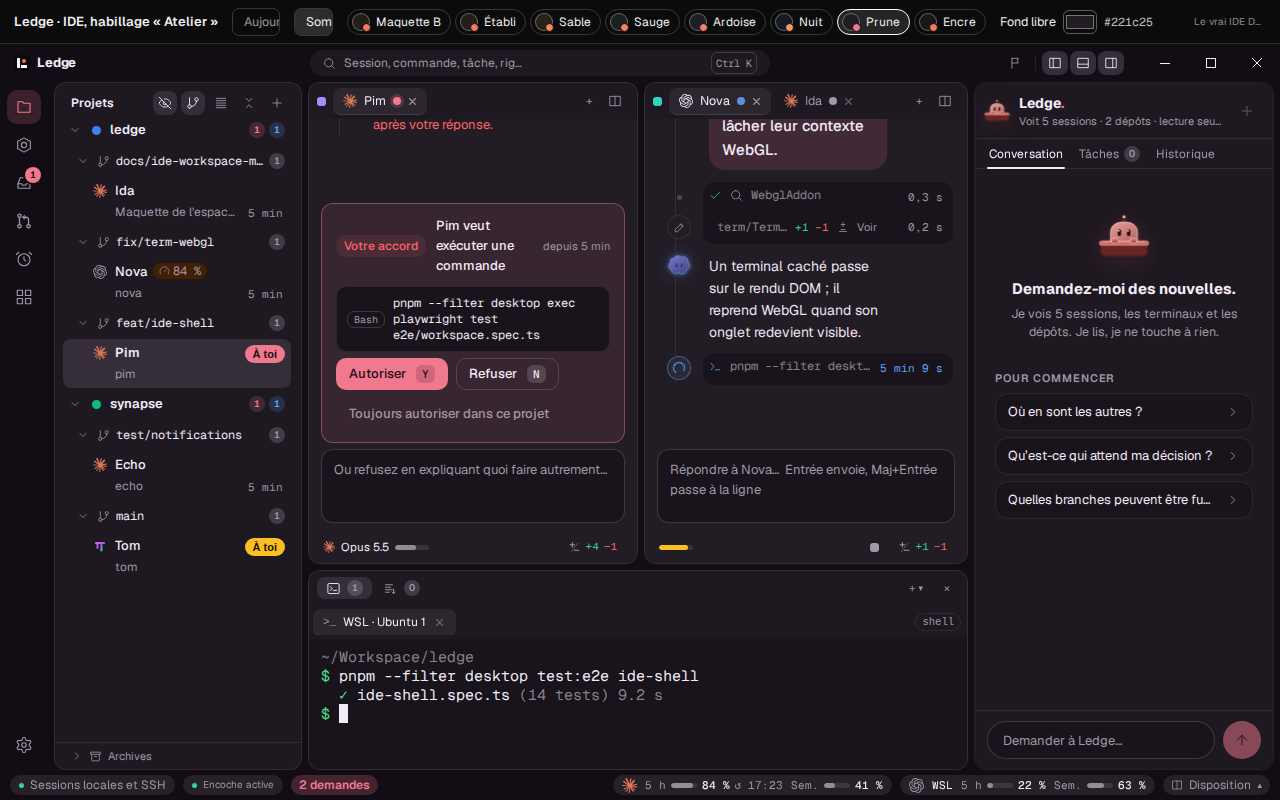 Ledge - IDE, habillage « Atelier »
Aujour
Som
Maquette B
Établi
Sable
Sauge
Ardoise
Nuit
Prune
Encre
Fond libre
#221c25
Le vrai IDE D…
Ledge
Session, commande, tâche, rig…
Ctrl K
Projets
ledge
1
1
docs/ide-workspace-m…
1
Ida
Maquette de l'espac…
5 min
fix/term-webgl
1
Nova
84 %
nova
5 min
feat/ide-shell
1
Pim
À toi
pim
synapse
1
1
test/notifications
1
Echo
echo
5 min
main
1
Tom
À toi
tom
Archives
Pim
après votre réponse.
Votre accord
Pim veut
exécuter une
commande
depuis 5 min
Bash
pnpm --filter desktop exec
playwright test
e2e/workspace.spec.ts
Autoriser Y
Refuser N
Toujours autoriser dans ce projet
Ou refusez en expliquant quoi faire autrement…
Opus 5.5
+4 −1
Nova
Ida
lâcher leur contexte
WebGL.
WebglAddon
0,3 s
term/Term… +1 −1 Voir 0,2 s
Un terminal caché passe
sur le rendu DOM ; il
reprend WebGL quand son
onglet redevient visible.
pnpm --filter deskt… 5 min 9 s
Répondre à Nova… Entrée envoie, Maj+Entrée
passe à la ligne
+1 −1
1
0
WSL · Ubuntu 1
shell
~/Workspace/ledge
$ pnpm --filter desktop test:e2e ide-shell
✓ ide-shell.spec.ts (14 tests) 9.2 s
$
Ledge.
Voit 5 sessions · 2 dépôts · lecture seu…
Conversation
Tâches 0
Historique
Demandez-moi des nouvelles.
Je vois 5 sessions, les terminaux et les
dépôts. Je lis, je ne touche à rien.
POUR COMMENCER
Où en sont les autres ?
Qu'est-ce qui attend ma décision ?
Quelles branches peuvent être fu…
Demander à Ledge…
Sessions locales et SSH
Encoche active
2 demandes
5 h 84 % ↺ 17:23 Sem. 41 %
WSL 5 h 22 % Sem. 63 %
Disposition